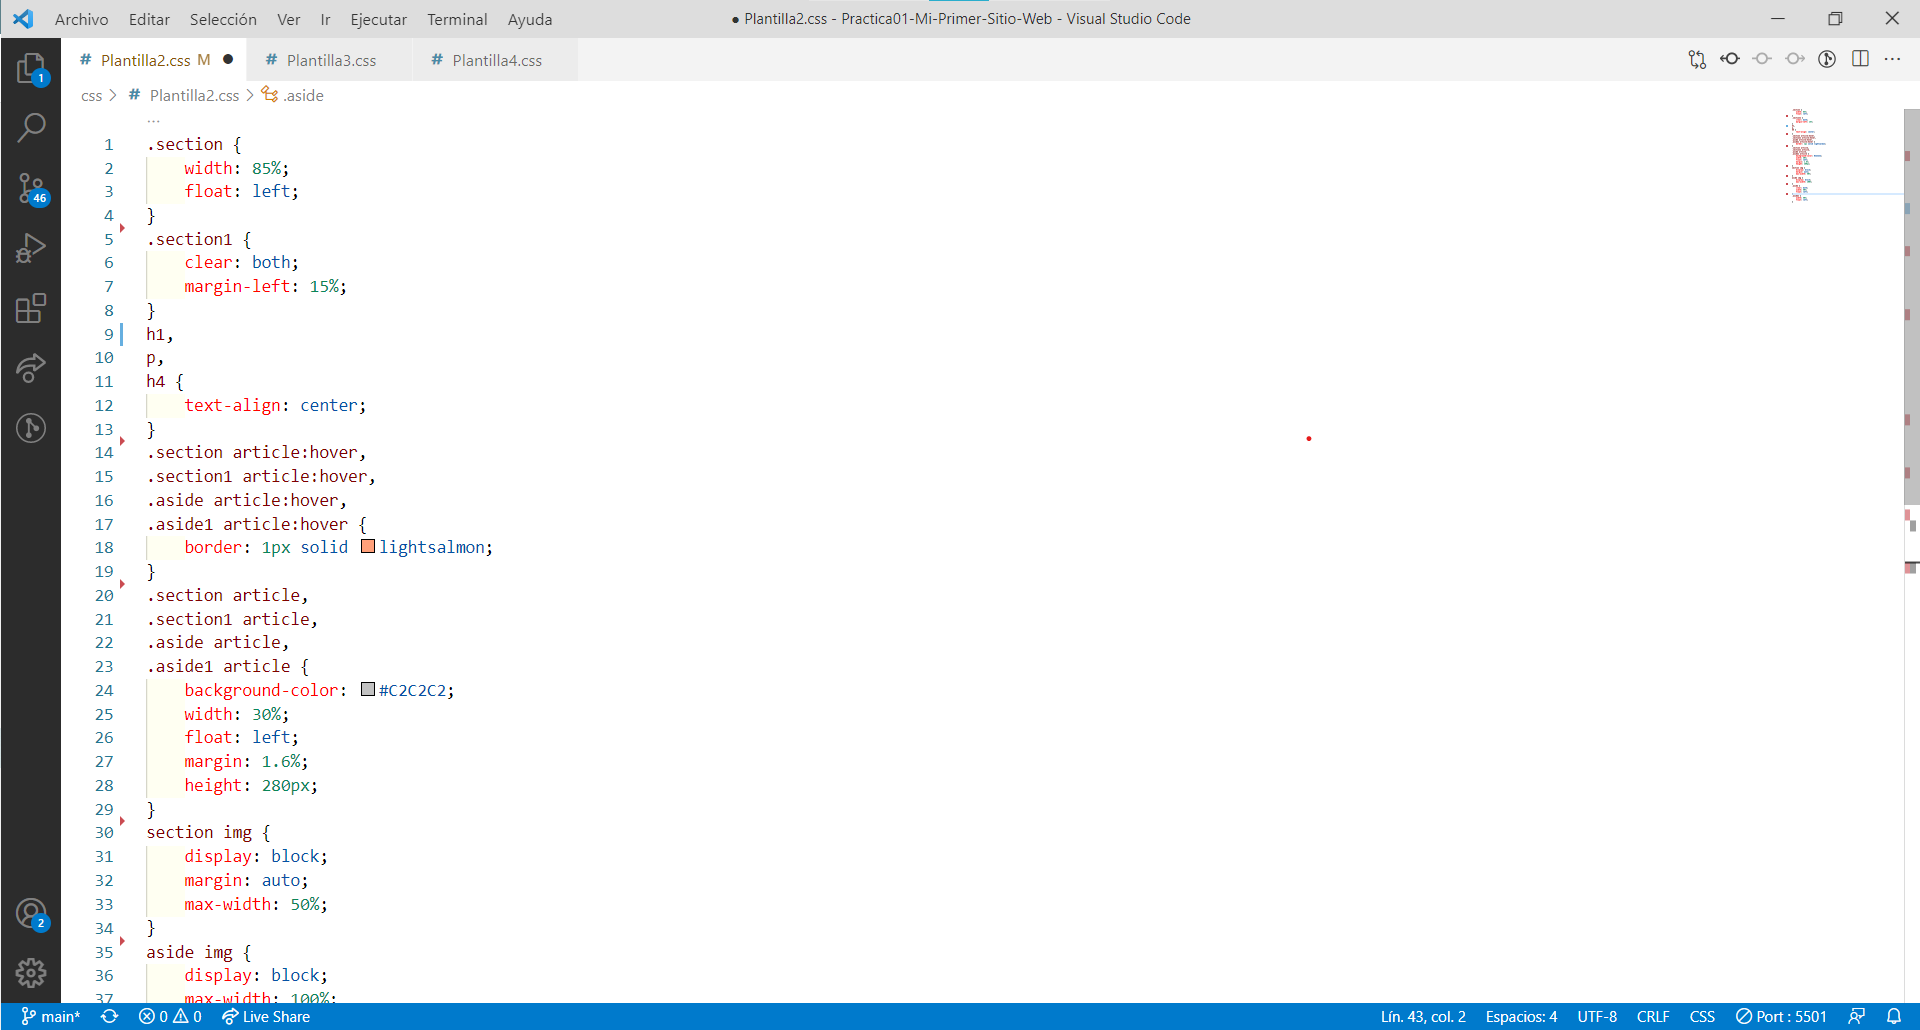 Archivo Editar Selección Ver Ir Ejecutar Terminal Ayuda ● Plantilla2.css - Practica01-Mi-Primer-Sitio-Web - Visual Studio Code
# Plantilla2.css M ● # Plantilla3.css # Plantilla4.css
css > # Plantilla2.css > .aside
...
1 .section {
2 width: 85%;
3 float: left;
4 }
5 .section1 {
6 clear: both;
7 margin-left: 15%;
8 }
9 h1,
10 p,
11 h4 {
12 text-align: center;
13 }
14 .section article:hover,
15 .section1 article:hover,
16 .aside article:hover,
17 .aside1 article:hover {
18 border: 1px solid lightsalmon;
19 }
20 .section article,
21 .section1 article,
22 .aside article,
23 .aside1 article {
24 background-color: #C2C2C2;
25 width: 30%;
26 float: left;
27 margin: 1.6%;
28 height: 280px;
29 }
30 section img {
31 display: block;
32 margin: auto;
33 max-width: 50%;
34 }
35 aside img {
36 display: block;
37 max-width: 100%;
1
46
2
main* 0 0 Live Share Lín. 43, col. 2 Espacios: 4 UTF-8 CRLF CSS Port : 5501